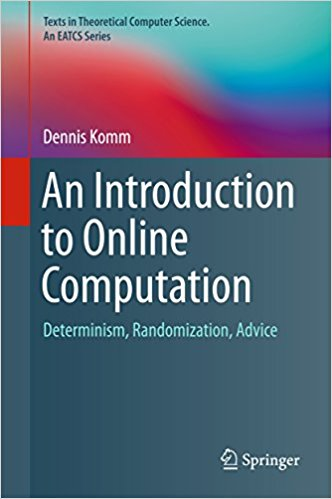 Texts in Theoretical Computer Science.
An EATCS Series
Dennis Komm
An Introduction
to Online
Computation
Determinism, Randomization, Advice
Springer